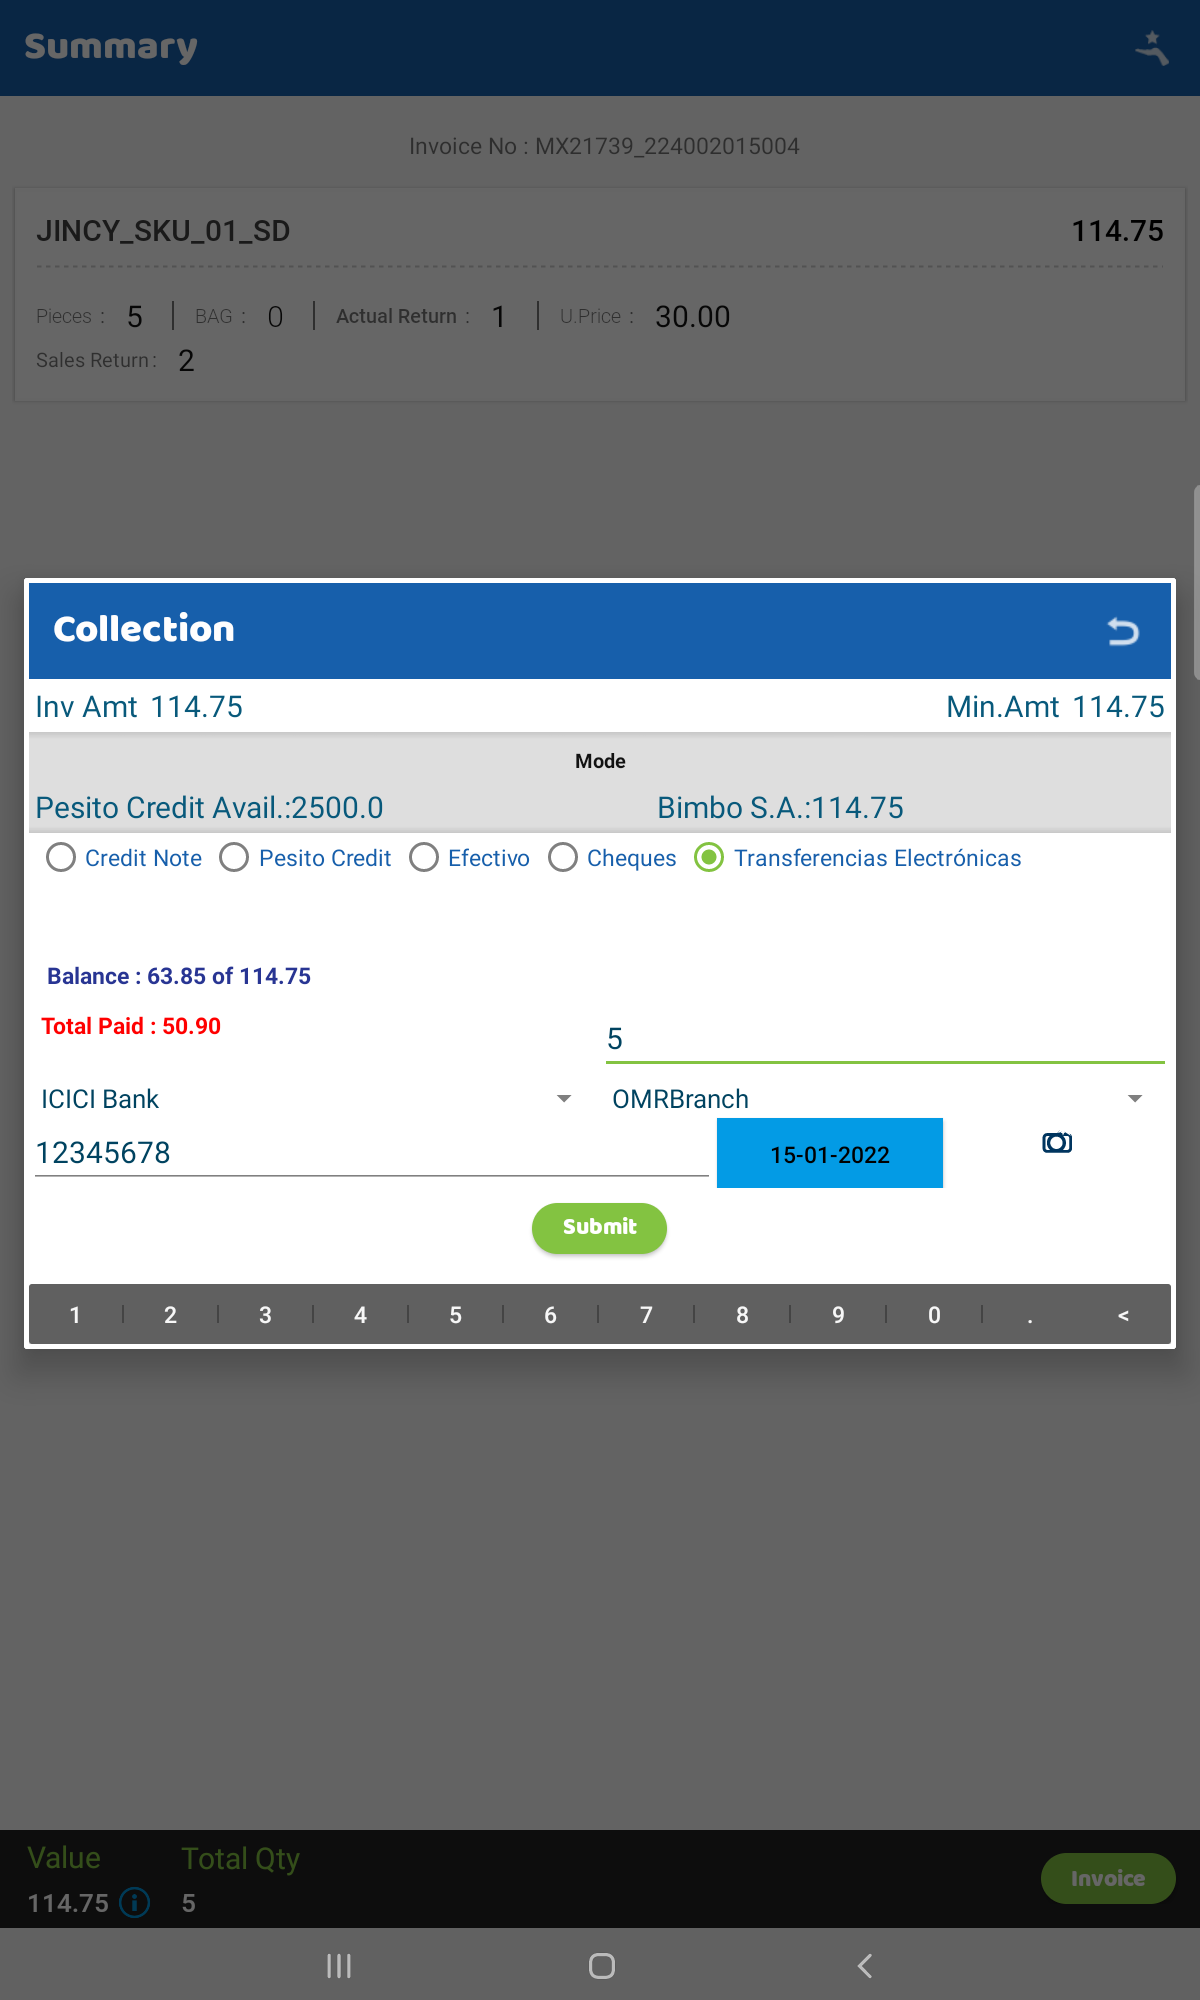 Summary
Invoice No : MX21739_224002015004
JINCY_SKU_01_SD 114.75
Pieces : 5 | BAG : 0 | Actual Return : 1 | U.Price : 30.00
Sales Return : 2
Collection
Inv Amt 114.75 Min.Amt 114.75
Mode
Pesito Credit Avail.:2500.0 Bimbo S.A.:114.75
Credit Note Pesito Credit Efectivo Cheques Transferencias Electrónicas
Balance : 63.85 of 114.75
Total Paid : 50.90
5
ICICI Bank OMRBranch
12345678 15-01-2022
Submit
1 | 2 | 3 | 4 | 5 | 6 | 7 | 8 | 9 | 0 | . <
Value Total Qty
114.75 5
Invoice